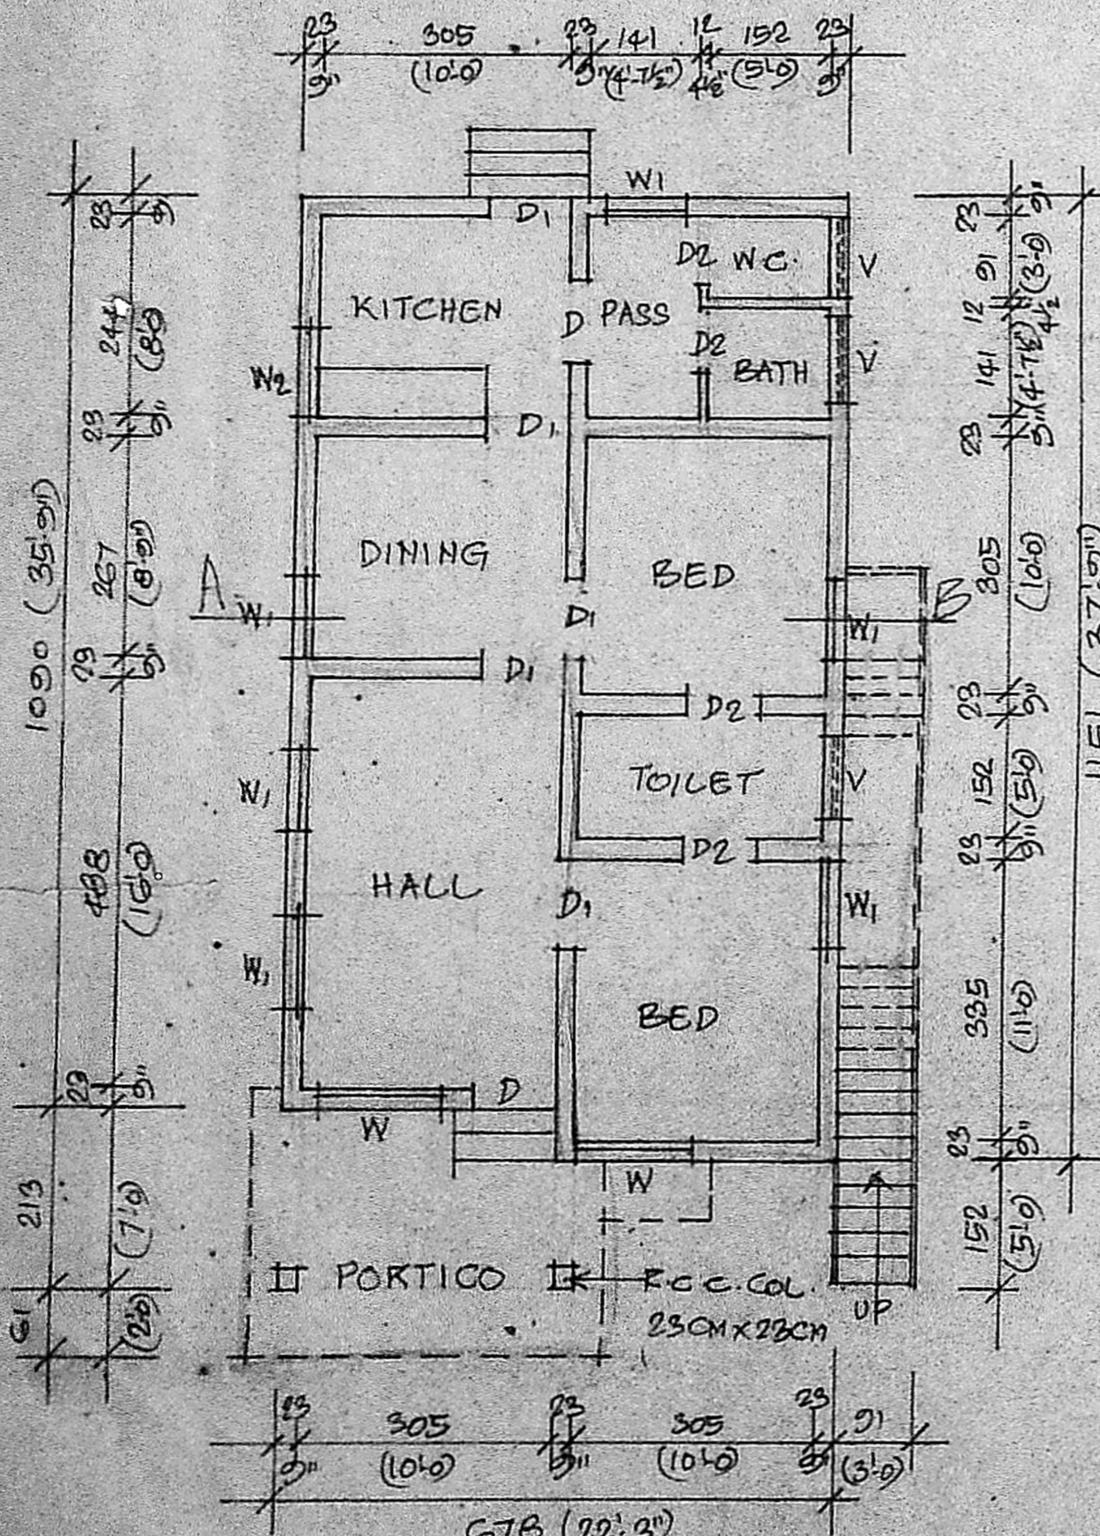 23 305 23 141 12 152 23
9" (10'-0) 9" (4'-7½") 4½" (5'-0) 9"
W1
D1
D2 W.C. V
KITCHEN D PASS
D2
W2 BATH V
D1
DINING BED
A B
W1 D1 W1
D1
D2
TOILET V
W1
D2
HALL D1 W1
W1
BED
D
W
W
PORTICO R.C.C. COL.
23CM X 23CM
UP
23 9"
244 (8'-0)
23 9"
267 (8'-9")
23 9"
488 (16'-0)
23 9"
213 (7'-0)
61 (2'-0)
1090 (35'-9")
23 9"
91 (3'-0)
12 4½
141 (4'-7½")
23 9"
305 (10'-0)
23 9"
152 (5'-0)
23 9"
335 (11'-0)
23 9"
152 (5'-0)
1151 (37'-9")
23 305 23 305 23 91
9" (10'-0) 9" (10'-0) 9" (3'-0)
678 (22'-3")